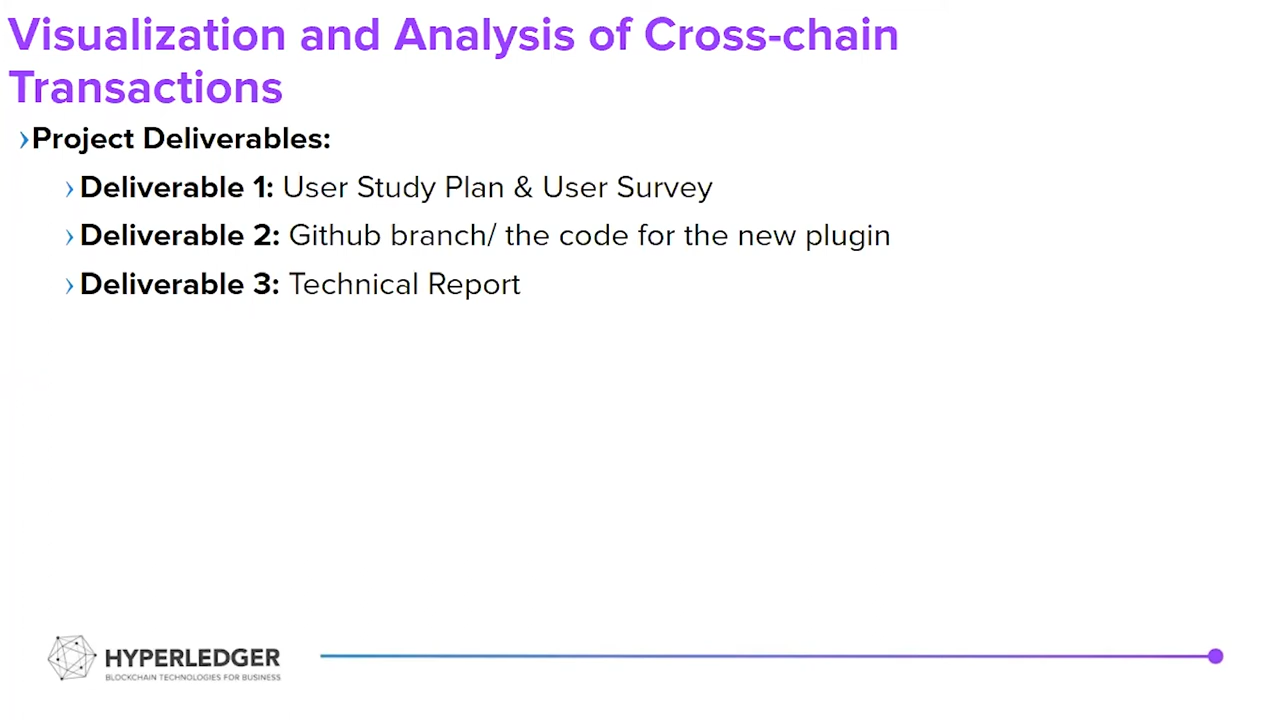 Visualization and Analysis of Cross-chain
Transactions
›Project Deliverables:
› Deliverable 1: User Study Plan & User Survey
› Deliverable 2: Github branch/ the code for the new plugin
› Deliverable 3: Technical Report
HYPERLEDGER
BLOCKCHAIN TECHNOLOGIES FOR BUSINESS